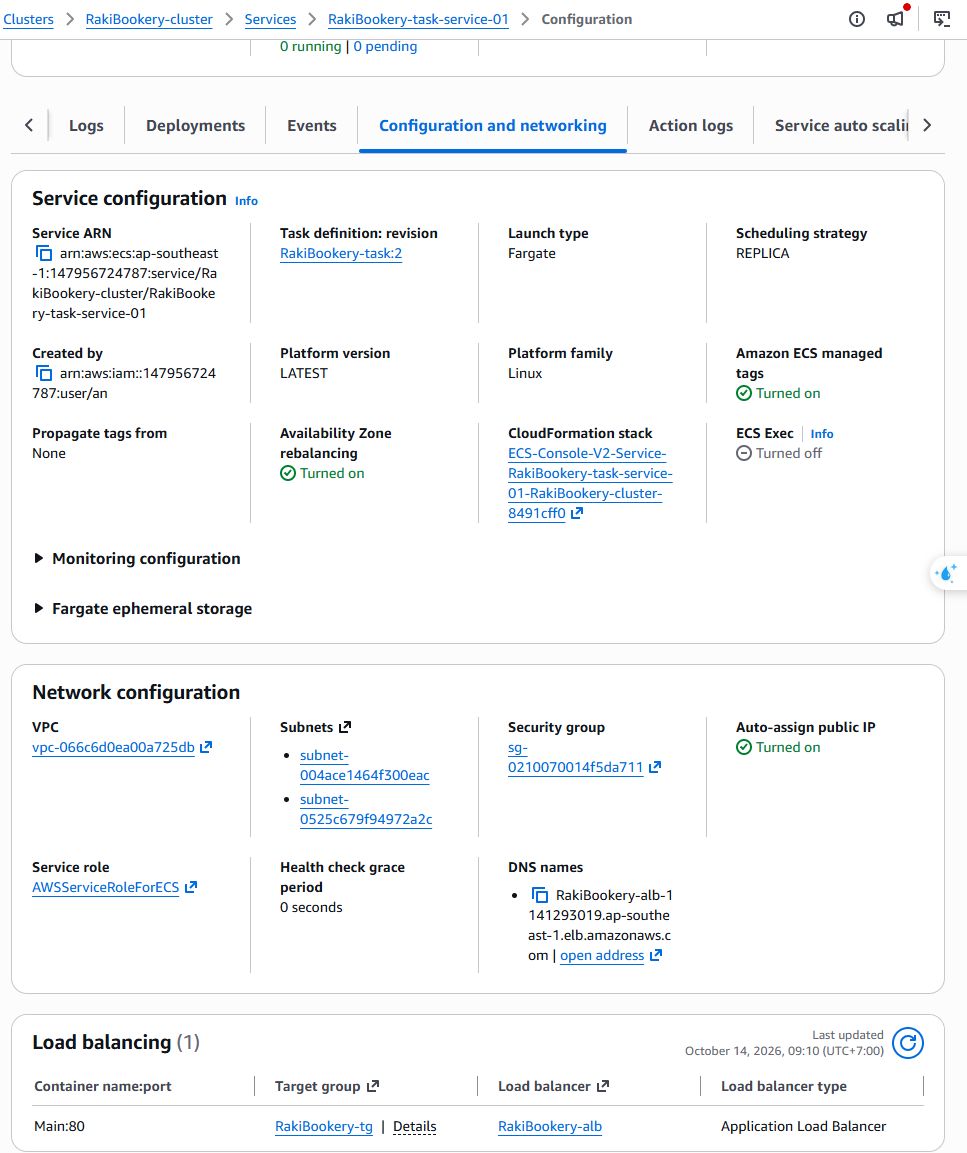 Clusters > RakiBookery-cluster > Services > RakiBookery-task-service-01 > Configuration
0 running | 0 pending
Logs
Deployments
Events
Configuration and networking
Action logs
Service auto scali
Service configuration Info
Service ARN
arn:aws:ecs:ap-southeast
-1:147956724787:service/Ra
kiBookery-cluster/RakiBooke
ry-task-service-01
Task definition: revision
RakiBookery-task:2
Launch type
Fargate
Scheduling strategy
REPLICA
Created by
arn:aws:iam::147956724
787:user/an
Platform version
LATEST
Platform family
Linux
Amazon ECS managed
tags
Turned on
Propagate tags from
None
Availability Zone
rebalancing
Turned on
CloudFormation stack
ECS-Console-V2-Service-
RakiBookery-task-service-
01-RakiBookery-cluster-
8491cff0
ECS Exec | Info
Turned off
Monitoring configuration
Fargate ephemeral storage
Network configuration
VPC
vpc-066c6d0ea00a725db
Subnets
subnet-
004ace1464f300eac
subnet-
0525c679f94972a2c
Security group
sg-
0210070014f5da711
Auto-assign public IP
Turned on
Service role
AWSServiceRoleForECS
Health check grace
period
0 seconds
DNS names
RakiBookery-alb-1
141293019.ap-southe
ast-1.elb.amazonaws.c
om | open address
Load balancing (1)
Last updated
October 14, 2026, 09:10 (UTC+7:00)
Container name:port
Target group
Load balancer
Load balancer type
Main:80
RakiBookery-tg | Details
RakiBookery-alb
Application Load Balancer